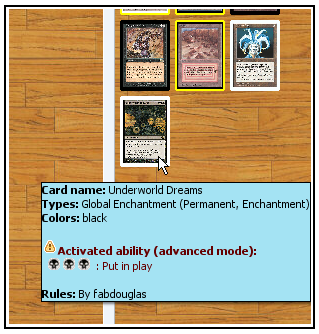 Card name: Underworld Dreams
Types: Global Enchantment (Permanent, Enchantment)
Colors: black
Activated ability (advanced mode):
: Put in play
Rules: By fabdouglas